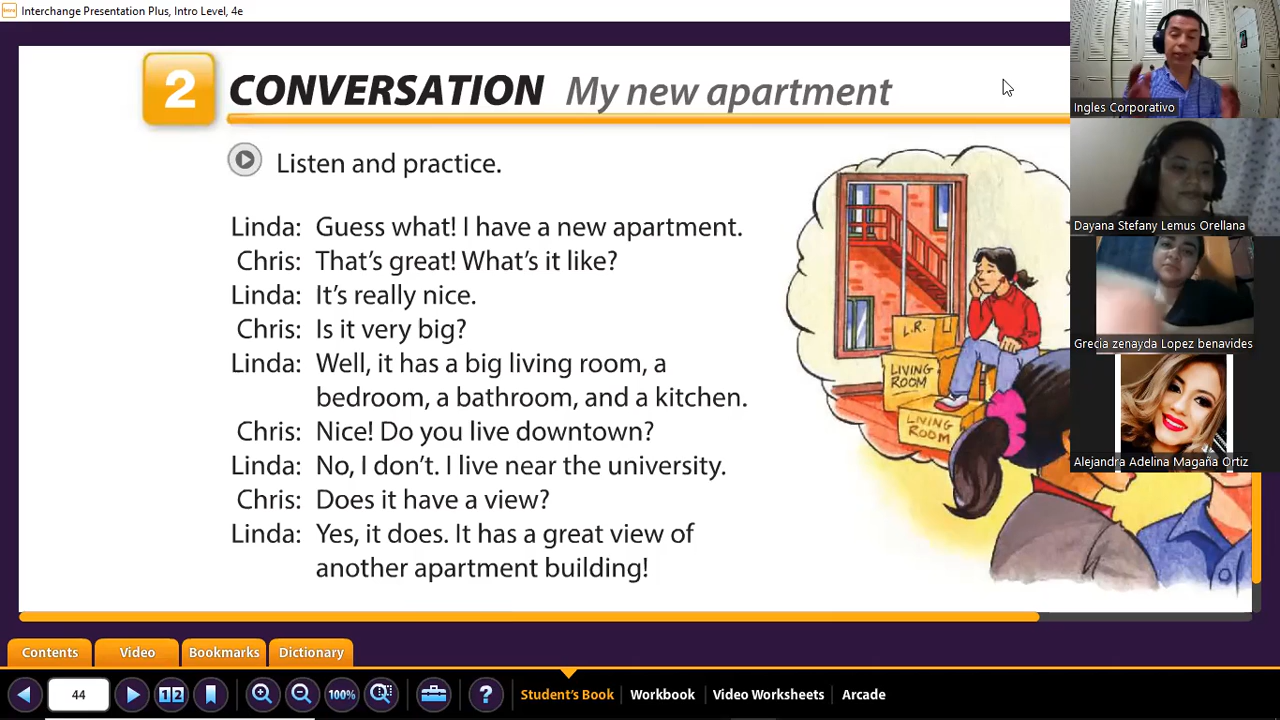 Interchange Presentation Plus, Intro Level, 4e
2 CONVERSATION My new apartment
Listen and practice.
Linda: Guess what! I have a new apartment.
Chris: That's great! What's it like?
Linda: It's really nice.
Chris: Is it very big?
Linda: Well, it has a big living room, a
bedroom, a bathroom, and a kitchen.
Chris: Nice! Do you live downtown?
Linda: No, I don't. I live near the university.
Chris: Does it have a view?
Linda: Yes, it does. It has a great view of
another apartment building!
L.R.
LIVING
ROOM
LIVING
ROOM
Ingles Corporativo
Dayana Stefany Lemus Orellana
Grecia zenayda Lopez benavides
Alejandra Adelina Magaña Ortiz
Contents Video Bookmarks Dictionary
44 1 2 100% ? Student's Book Workbook Video Worksheets Arcade